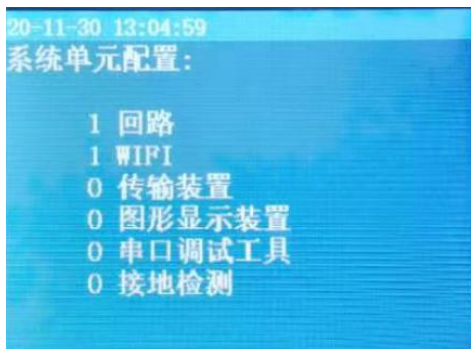 20-11-30 13:04:59
系统单元配置:
1 回路
1 WIFI
0 传输装置
0 图形显示装置
0 串口调试工具
0 接地检测